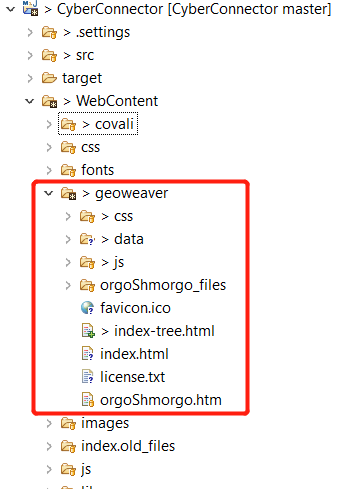 > CyberConnector [CyberConnector master]
> .settings
> src
target
> WebContent
> covali
css
fonts
> geoweaver
> css
> data
> js
orgoShmorgo_files
favicon.ico
> index-tree.html
index.html
license.txt
orgoShmorgo.htm
images
index.old_files
js